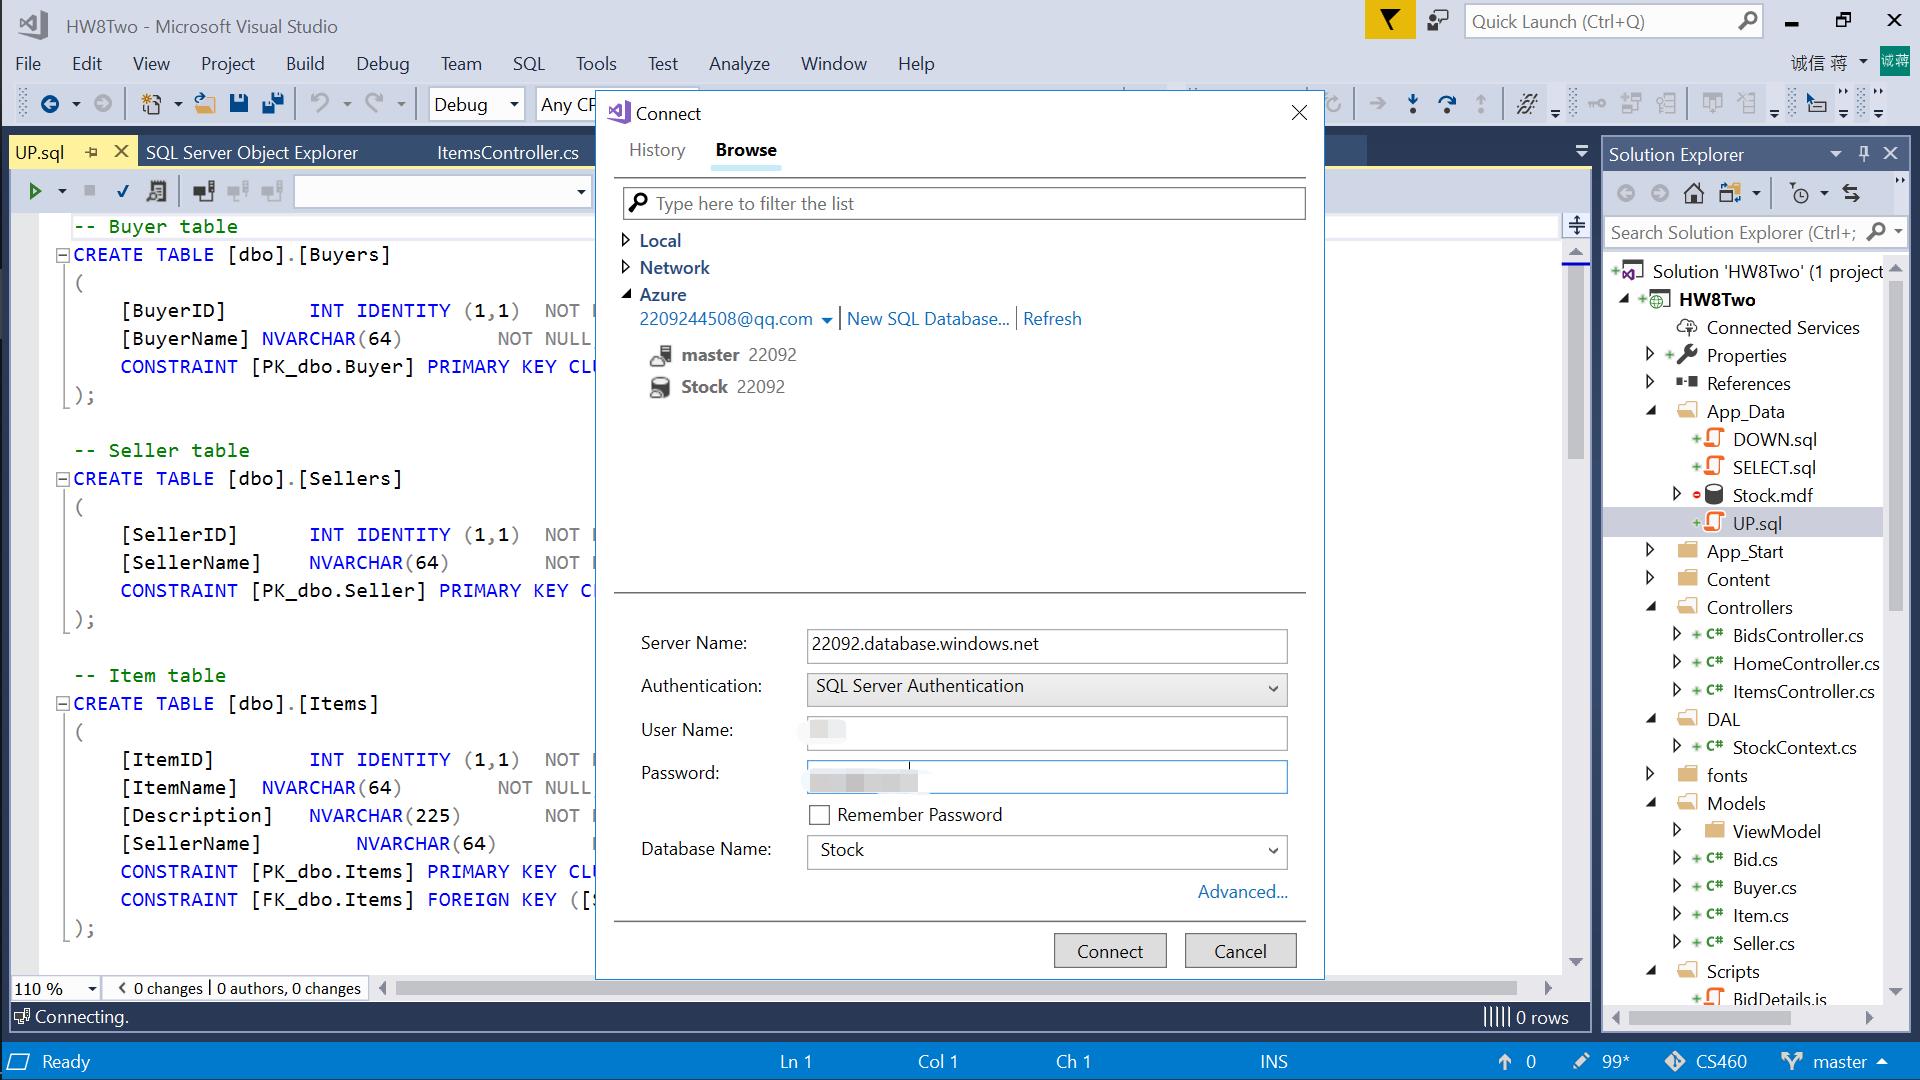 HW8Two - Microsoft Visual Studio
Quick Launch (Ctrl+Q)
File Edit View Project Build Debug Team SQL Tools Test Analyze Window Help
诚信 蒋
诚蒋
Debug
Any CP
UP.sql
SQL Server Object Explorer
ItemsController.cs
-- Buyer table
CREATE TABLE [dbo].[Buyers]
(
[BuyerID] INT IDENTITY (1,1) NOT
[BuyerName] NVARCHAR(64) NOT NULL
CONSTRAINT [PK_dbo.Buyer] PRIMARY KEY CLU
);
-- Seller table
CREATE TABLE [dbo].[Sellers]
(
[SellerID] INT IDENTITY (1,1) NOT
[SellerName] NVARCHAR(64) NOT
CONSTRAINT [PK_dbo.Seller] PRIMARY KEY C
);
-- Item table
CREATE TABLE [dbo].[Items]
(
[ItemID] INT IDENTITY (1,1) NOT
[ItemName] NVARCHAR(64) NOT NULL
[Description] NVARCHAR(225) NOT
[SellerName] NVARCHAR(64)
CONSTRAINT [PK_dbo.Items] PRIMARY KEY CLU
CONSTRAINT [FK_dbo.Items] FOREIGN KEY ([
);
110 %
0 changes | 0 authors, 0 changes
Connecting.
0 rows
Connect
History
Browse
Type here to filter the list
Local
Network
Azure
2209244508@qq.com
New SQL Database...
Refresh
master 22092
Stock 22092
Server Name: 22092.database.windows.net
Authentication: SQL Server Authentication
User Name:
Password:
Remember Password
Database Name: Stock
Advanced...
Connect
Cancel
Solution Explorer
Search Solution Explorer (Ctrl+;
Solution 'HW8Two' (1 project
HW8Two
Connected Services
Properties
References
App_Data
DOWN.sql
SELECT.sql
Stock.mdf
UP.sql
App_Start
Content
Controllers
C# BidsController.cs
C# HomeController.cs
C# ItemsController.cs
DAL
C# StockContext.cs
fonts
Models
ViewModel
C# Bid.cs
C# Buyer.cs
C# Item.cs
C# Seller.cs
Scripts
BidDetails.js
Ready
Ln 1
Col 1
Ch 1
INS
0
99*
CS460
master